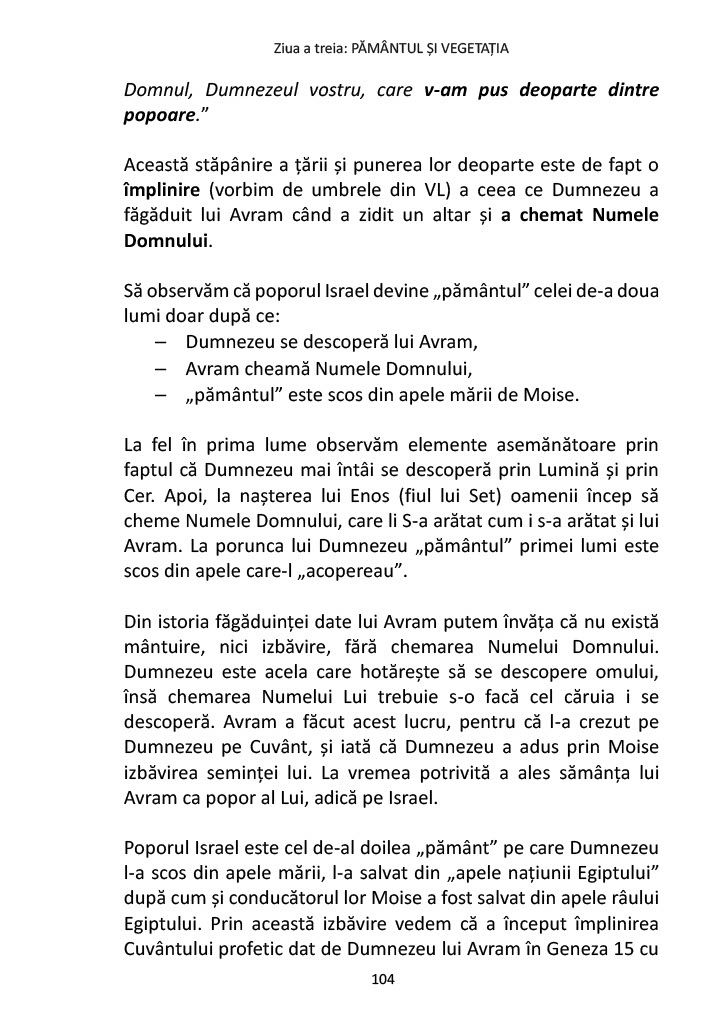 Ziua a treia: PĂMÂNTUL ȘI VEGETAȚIA
Domnul, Dumnezeul vostru, care v-am pus deoparte dintre
popoare.”
Această stăpânire a țării și punerea lor deoparte este de fapt o
împlinire (vorbim de umbrele din VL) a ceea ce Dumnezeu a
făgăduit lui Avram când a zidit un altar și a chemat Numele
Domnului.
Să observăm că poporul Israel devine „pământul” celei de-a doua
lumi doar după ce:
– Dumnezeu se descoperă lui Avram,
– Avram cheamă Numele Domnului,
– „pământul” este scos din apele mării de Moise.
La fel în prima lume observăm elemente asemănătoare prin
faptul că Dumnezeu mai întâi se descoperă prin Lumină și prin
Cer. Apoi, la nașterea lui Enos (fiul lui Set) oamenii încep să
cheme Numele Domnului, care li S-a arătat cum i s-a arătat și lui
Avram. La porunca lui Dumnezeu „pământul” primei lumi este
scos din apele care-l „acopereau”.
Din istoria făgăduinței date lui Avram putem învăța că nu există
mântuire, nici izbăvire, fără chemarea Numelui Domnului.
Dumnezeu este acela care hotărește să se descopere omului,
însă chemarea Numelui Lui trebuie s-o facă cel căruia i se
descoperă. Avram a făcut acest lucru, pentru că l-a crezut pe
Dumnezeu pe Cuvânt, și iată că Dumnezeu a adus prin Moise
izbăvirea seminței lui. La vremea potrivită a ales sămânța lui
Avram ca popor al Lui, adică pe Israel.
Poporul Israel este cel de-al doilea „pământ” pe care Dumnezeu
l-a scos din apele mării, l-a salvat din „apele națiunii Egiptului”
după cum și conducătorul lor Moise a fost salvat din apele râului
Egiptului. Prin această izbăvire vedem că a început împlinirea
Cuvântului profetic dat de Dumnezeu lui Avram în Geneza 15 cu
104